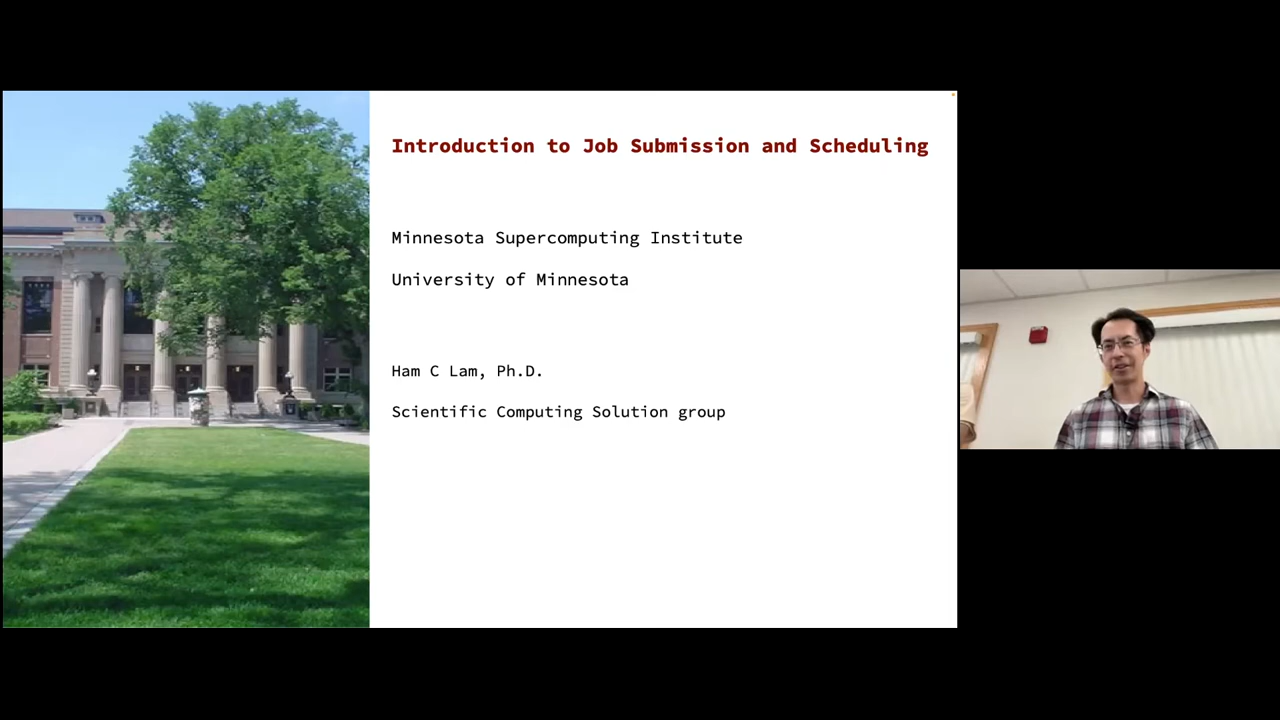 Introduction to Job Submission and Scheduling
Minnesota Supercomputing Institute
University of Minnesota
Ham C Lam, Ph.D.
Scientific Computing Solution group